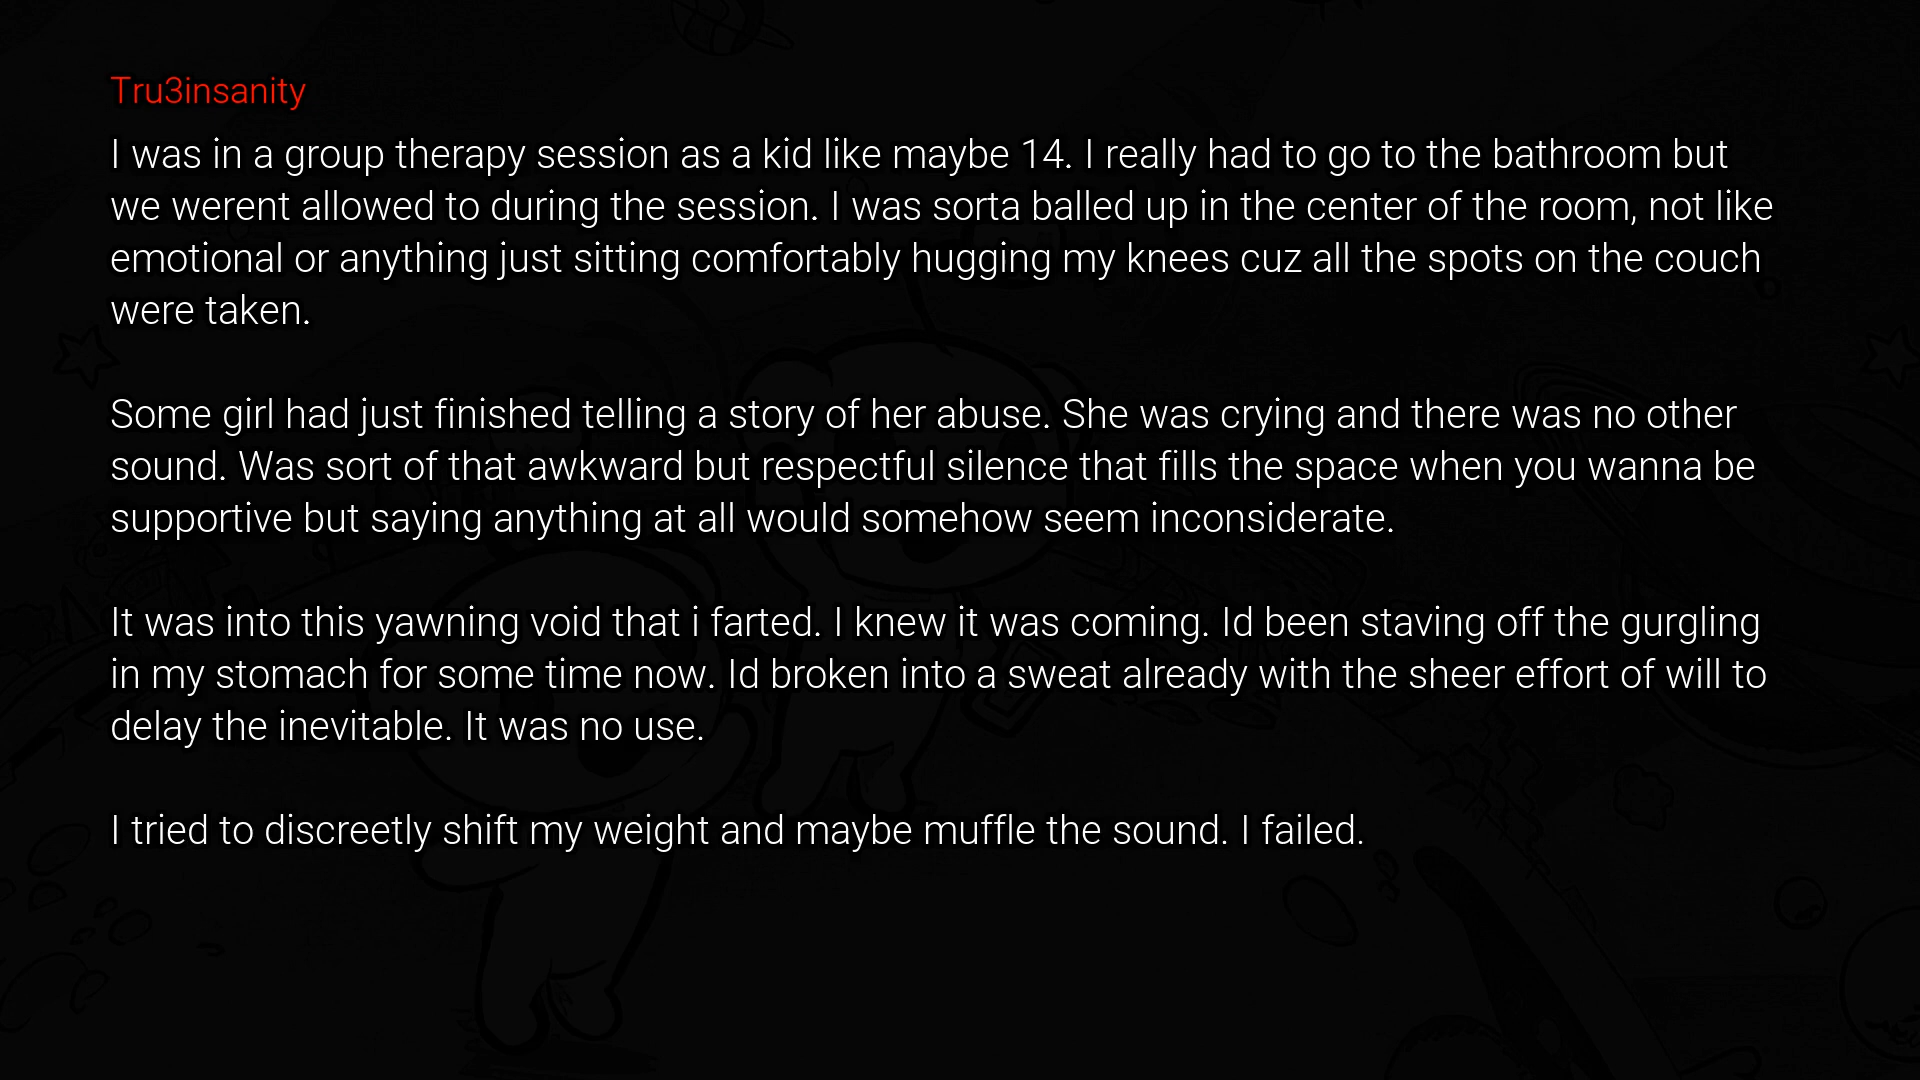 Tru3insanity
I was in a group therapy session as a kid like maybe 14. I really had to go to the bathroom but
we werent allowed to during the session. I was sorta balled up in the center of the room, not like
emotional or anything just sitting comfortably hugging my knees cuz all the spots on the couch
were taken.
Some girl had just finished telling a story of her abuse. She was crying and there was no other
sound. Was sort of that awkward but respectful silence that fills the space when you wanna be
supportive but saying anything at all would somehow seem inconsiderate.
It was into this yawning void that i farted. I knew it was coming. Id been staving off the gurgling
in my stomach for some time now. Id broken into a sweat already with the sheer effort of will to
delay the inevitable. It was no use.
I tried to discreetly shift my weight and maybe muffle the sound. I failed.